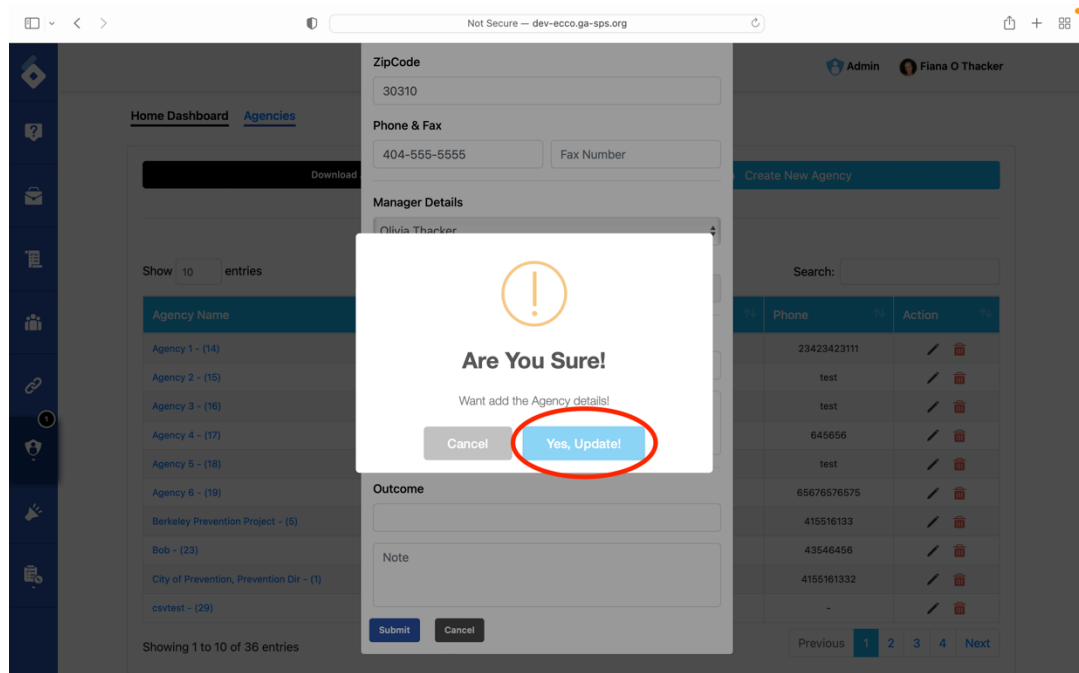 Not Secure — dev-ecco.ga-sps.org
Admin
Fiana O Thacker
Home Dashboard Agencies
Download
Create New Agency
ZipCode
30310
Phone & Fax
404-555-5555 Fax Number
Manager Details
Olivia Thacker
Show 10 entries
Search:
Agency Name
Phone
Action
Agency 1 - (14)
23423423111
Agency 2 - (15)
test
Agency 3 - (16)
test
Agency 4 - (17)
645656
Agency 5 - (18)
test
Agency 6 - (19)
65676576575
Berkeley Prevention Project - (5)
415516133
Bob - (23)
43546456
City of Prevention, Prevention Dir - (1)
4155161332
csvtest - (29)
-
1
Are You Sure!
Want add the Agency details!
Cancel Yes, Update!
Outcome
Note
Submit Cancel
Showing 1 to 10 of 36 entries
Previous 1 2 3 4 Next